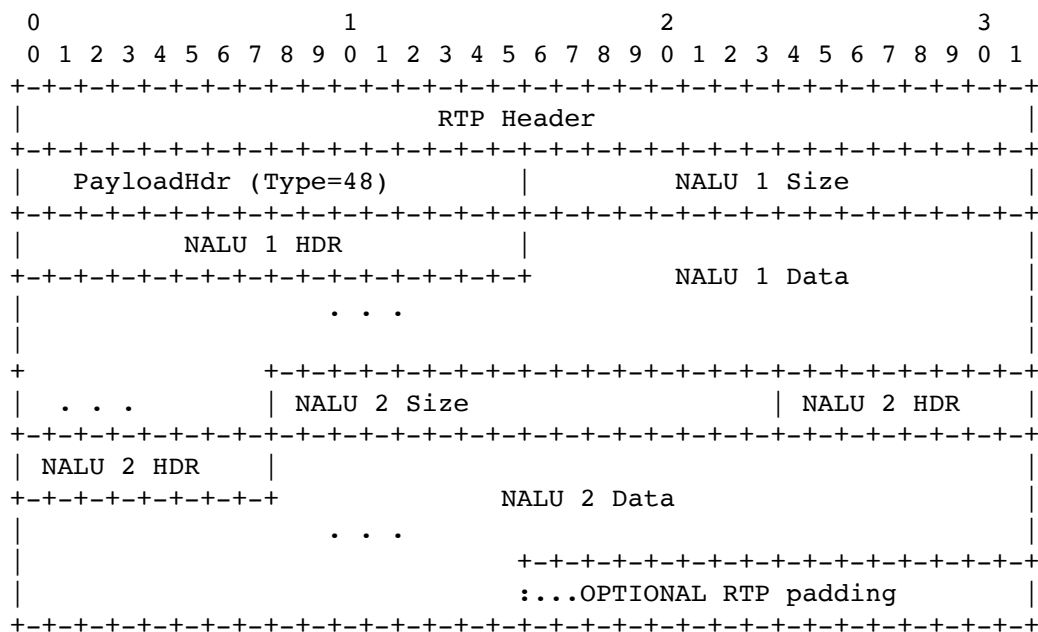 0                   1                   2                   3
 0 1 2 3 4 5 6 7 8 9 0 1 2 3 4 5 6 7 8 9 0 1 2 3 4 5 6 7 8 9 0 1
+-+-+-+-+-+-+-+-+-+-+-+-+-+-+-+-+-+-+-+-+-+-+-+-+-+-+-+-+-+-+-+-+
|                          RTP Header                           |
+-+-+-+-+-+-+-+-+-+-+-+-+-+-+-+-+-+-+-+-+-+-+-+-+-+-+-+-+-+-+-+-+
|   PayloadHdr (Type=48)        |         NALU 1 Size           |
+-+-+-+-+-+-+-+-+-+-+-+-+-+-+-+-+-+-+-+-+-+-+-+-+-+-+-+-+-+-+-+-+
|          NALU 1 HDR           |                               |
+-+-+-+-+-+-+-+-+-+-+-+-+-+-+-+-+         NALU 1 Data           |
|                   . . .                                       |
|                                                               |
+               +-+-+-+-+-+-+-+-+-+-+-+-+-+-+-+-+-+-+-+-+-+-+-+-+
|  . . .        | NALU 2 Size                   | NALU 2 HDR    |
+-+-+-+-+-+-+-+-+-+-+-+-+-+-+-+-+-+-+-+-+-+-+-+-+-+-+-+-+-+-+-+-+
| NALU 2 HDR    |                                               |
+-+-+-+-+-+-+-+-+              NALU 2 Data                      |
|                   . . .                                       |
|                               +-+-+-+-+-+-+-+-+-+-+-+-+-+-+-+-+
|                               :...OPTIONAL RTP padding        |
+-+-+-+-+-+-+-+-+-+-+-+-+-+-+-+-+-+-+-+-+-+-+-+-+-+-+-+-+-+-+-+-+